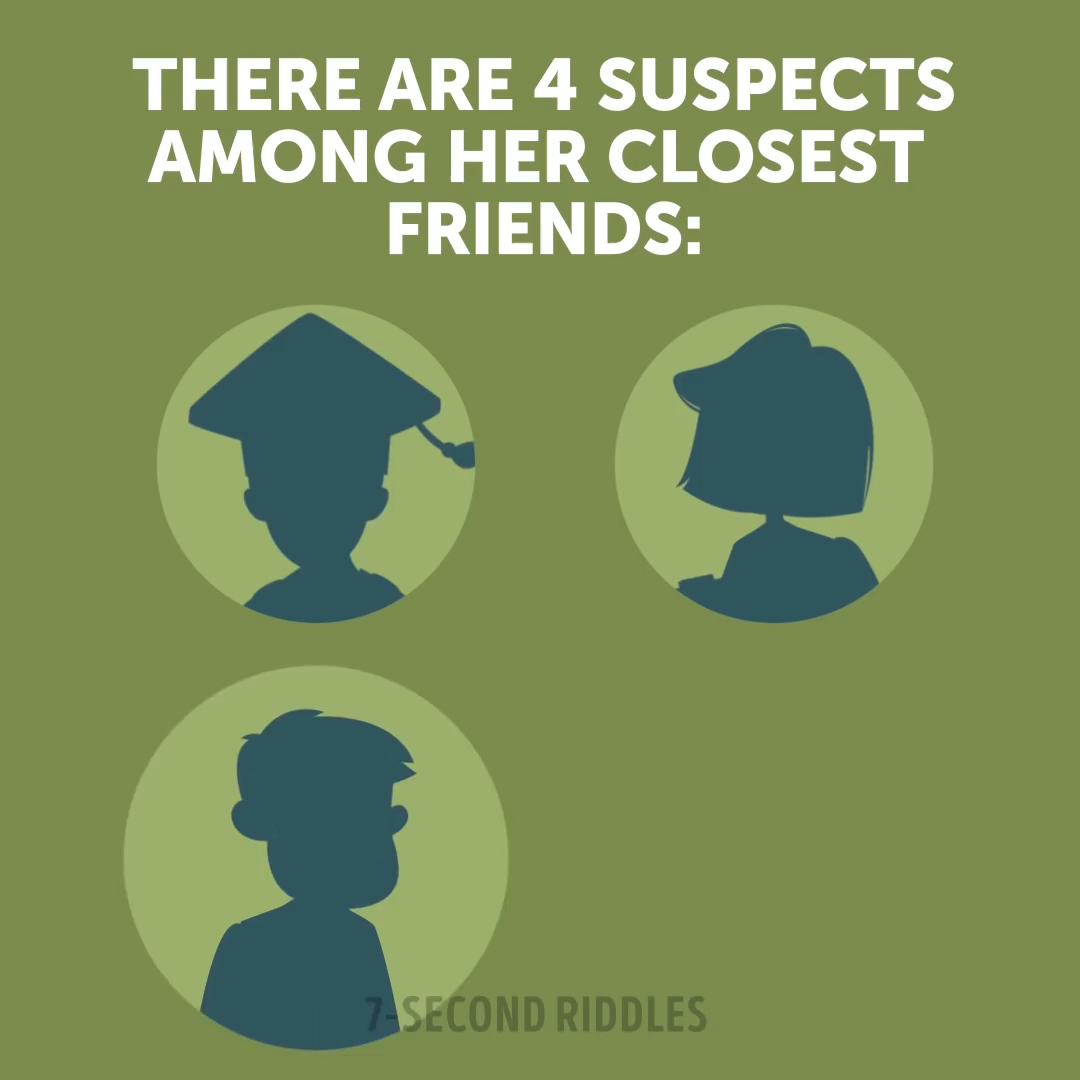 THERE ARE 4 SUSPECTS
AMONG HER CLOSEST
FRIENDS:
7-SECOND RIDDLES